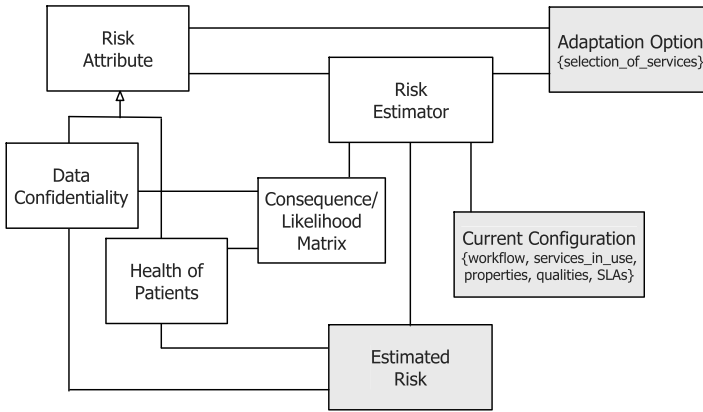 Risk
Attribute
Adaptation Option
{selection_of_services}
Risk
Estimator
Data
Confidentiality
Consequence/
Likelihood
Matrix
Current Configuration
{workflow, services_in_use,
properties, qualities, SLAs}
Health of
Patients
Estimated
Risk